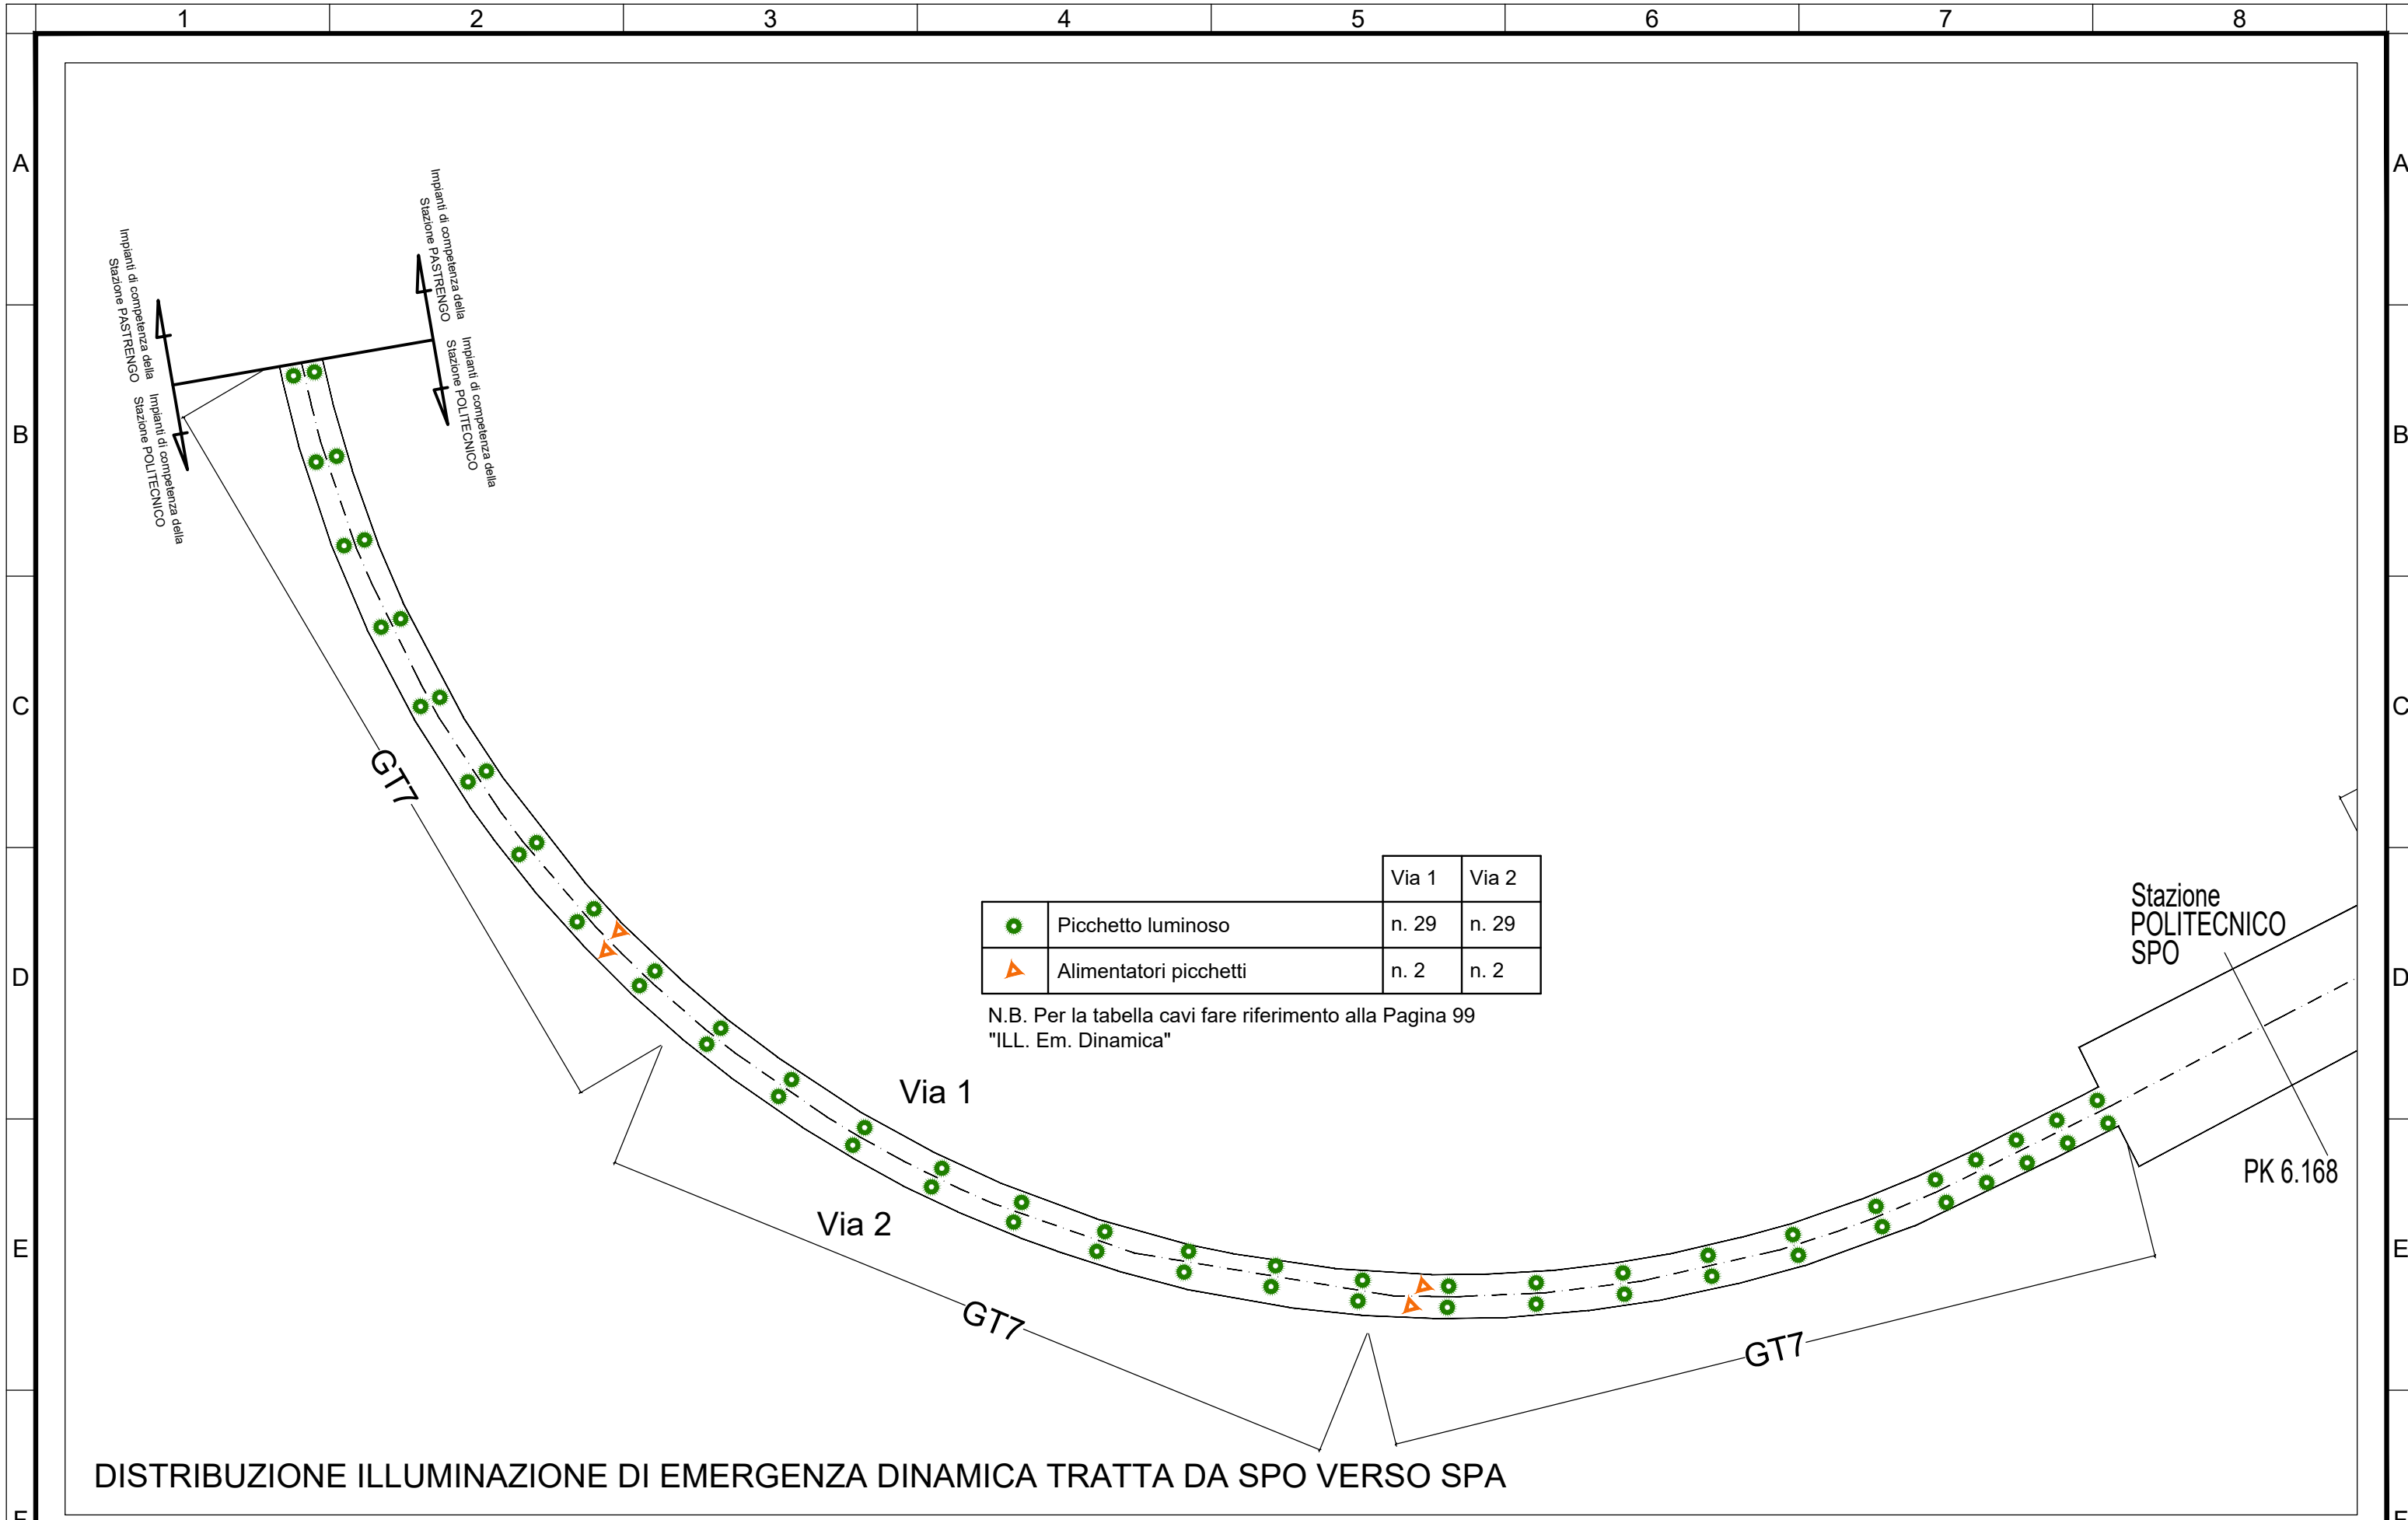 1 2 3 4 5 6 7 8
A A
Impianti di competenza della
Stazione PASTRENGO
Impianti di competenza della
Stazione POLITECNICO
Impianti di competenza della
Stazione PASTRENGO
Impianti di competenza della
Stazione POLITECNICO
B B
C C
GT7
Via 1 Via 2
Picchetto luminoso n. 29 n. 29
Alimentatori picchetti n. 2 n. 2
N.B. Per la tabella cavi fare riferimento alla Pagina 99
"ILL. Em. Dinamica"
Stazione
POLITECNICO
SPO
D D
Via 1
Via 2
PK 6.168
E E
GT7
GT7
DISTRIBUZIONE ILLUMINAZIONE DI EMERGENZA DINAMICA TRATTA DA SPO VERSO SPA